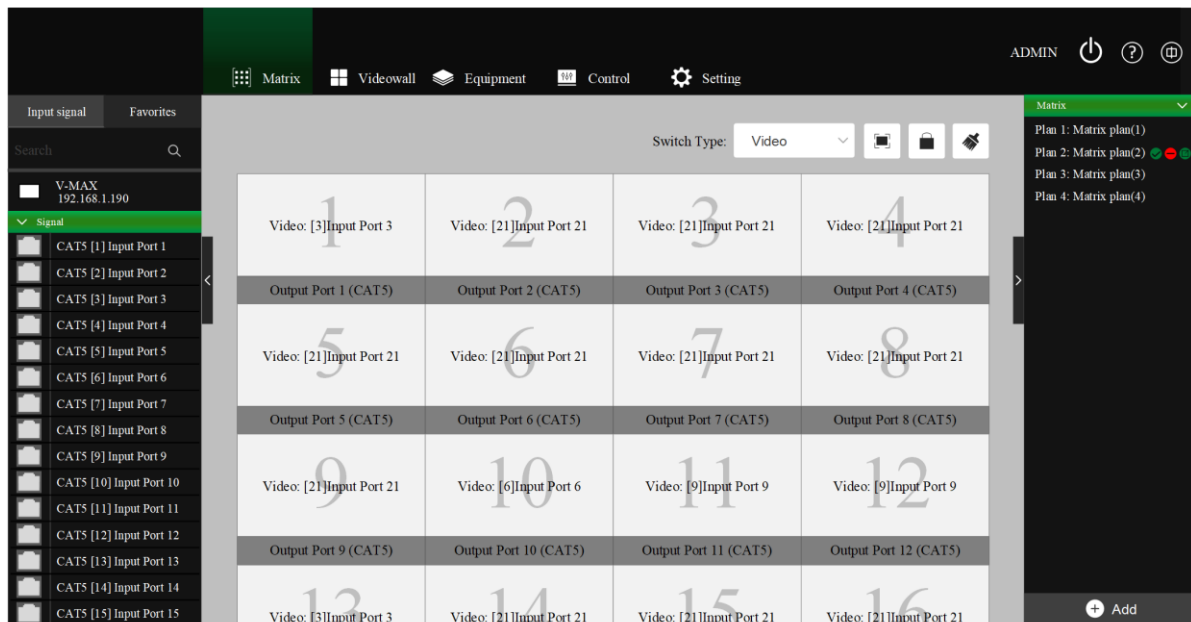 ADMIN
Matrix
Videowall
Equipment
Control
Setting
Input signal
Favorites
Search
V-MAX
192.168.1.190
Signal
CAT5 [1] Input Port 1
CAT5 [2] Input Port 2
CAT5 [3] Input Port 3
CAT5 [4] Input Port 4
CAT5 [5] Input Port 5
CAT5 [6] Input Port 6
CAT5 [7] Input Port 7
CAT5 [8] Input Port 8
CAT5 [9] Input Port 9
CAT5 [10] Input Port 10
CAT5 [11] Input Port 11
CAT5 [12] Input Port 12
CAT5 [13] Input Port 13
CAT5 [14] Input Port 14
CAT5 [15] Input Port 15
Switch Type: Video
1 2 3 4
Video: [3]Input Port 3 Video: [21]Input Port 21 Video: [21]Input Port 21 Video: [21]Input Port 21
Output Port 1 (CAT5) Output Port 2 (CAT5) Output Port 3 (CAT5) Output Port 4 (CAT5)
5 6 7 8
Video: [21]Input Port 21 Video: [21]Input Port 21 Video: [21]Input Port 21 Video: [21]Input Port 21
Output Port 5 (CAT5) Output Port 6 (CAT5) Output Port 7 (CAT5) Output Port 8 (CAT5)
9 10 11 12
Video: [21]Input Port 21 Video: [6]Input Port 6 Video: [9]Input Port 9 Video: [9]Input Port 9
Output Port 9 (CAT5) Output Port 10 (CAT5) Output Port 11 (CAT5) Output Port 12 (CAT5)
13 14 15 16
Video: [3]Input Port 3 Video: [21]Input Port 21 Video: [21]Input Port 21 Video: [21]Input Port 21
Matrix
Plan 1: Matrix plan(1)
Plan 2: Matrix plan(2)
Plan 3: Matrix plan(3)
Plan 4: Matrix plan(4)
Add